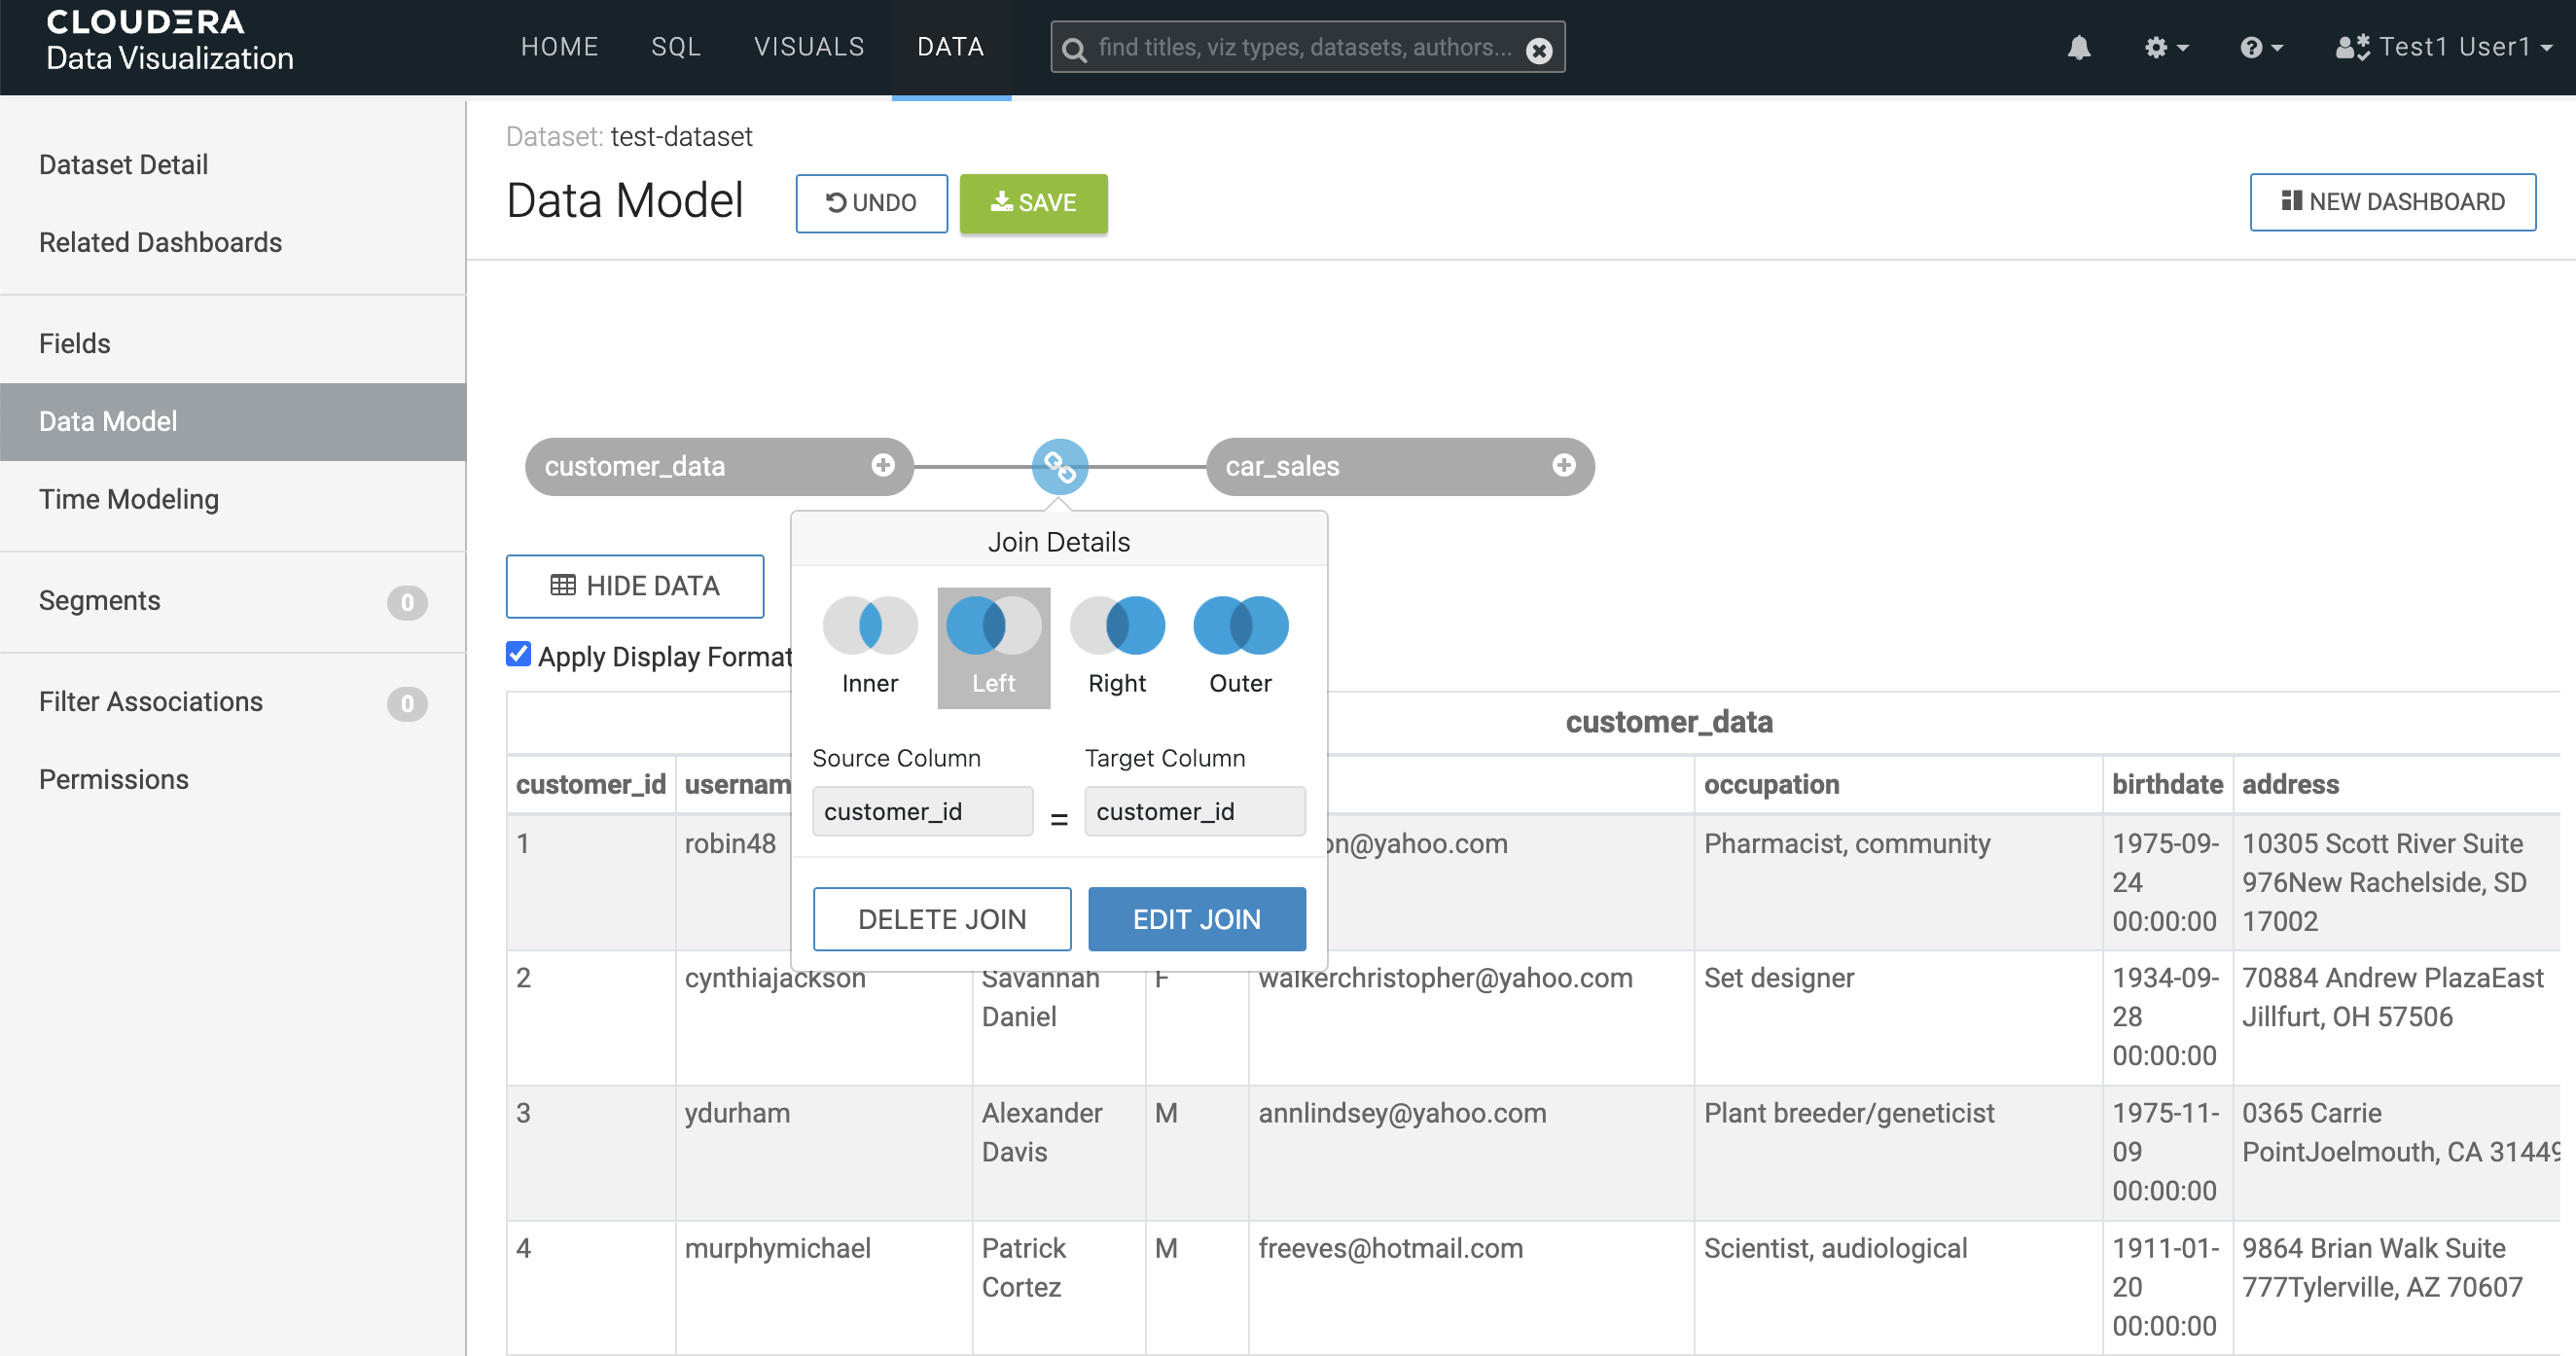 CLOUDERA
Data Visualization
HOME SQL VISUALS DATA
find titles, viz types, datasets, authors...
Test1 User1
Dataset Detail
Related Dashboards
Fields
Data Model
Time Modeling
Segments 0
Filter Associations 0
Permissions
Dataset: test-dataset
Data Model
UNDO
SAVE
NEW DASHBOARD
customer_data
car_sales
HIDE DATA
Apply Display Format
Join Details
Inner Left Right Outer
Source Column
Target Column
customer_id = customer_id
DELETE JOIN
EDIT JOIN
customer_data
customer_id usernam occupation birthdate address
1 robin48 on@yahoo.com Pharmacist, community 1975-09- 10305 Scott River Suite
24 976New Rachelside, SD
00:00:00 17002
2 cynthiajackson Savannah F walkerchristopher@yahoo.com Set designer 1934-09- 70884 Andrew PlazaEast
Daniel 28 Jillfurt, OH 57506
00:00:00
3 ydurham Alexander M annlindsey@yahoo.com Plant breeder/geneticist 1975-11- 0365 Carrie
Davis 09 PointJoelmouth, CA 31449
00:00:00
4 murphymichael Patrick M freeves@hotmail.com Scientist, audiological 1911-01- 9864 Brian Walk Suite
Cortez 20 777Tylerville, AZ 70607
00:00:00